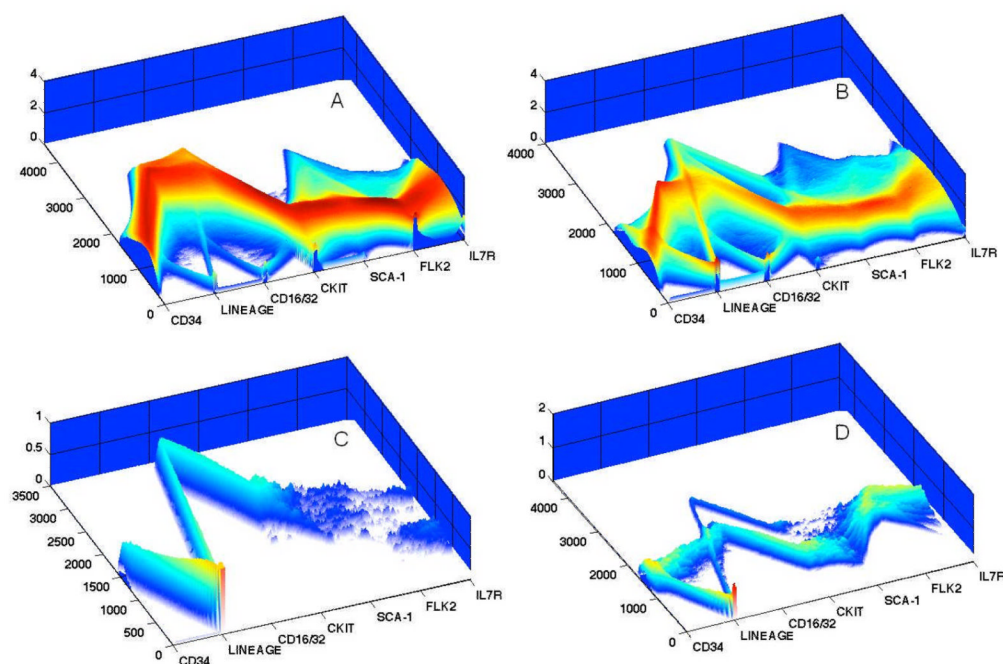 A
4
2
0
4000
3000
2000
1000
0
CD34
LINEAGE
CD16/32
CKIT
SCA-1
FLK2
IL7R
B
4
2
0
4000
3000
2000
1000
0
CD34
LINEAGE
CD16/32
CKIT
SCA-1
FLK2
IL7R
C
1
0.5
0
3500
3000
2500
2000
1500
1000
500
0
CD34
LINEAGE
CD16/32
CKIT
SCA-1
FLK2
IL7R
D
2
1
0
4000
3000
2000
1000
0
CD34
LINEAGE
CD16/32
CKIT
SCA-1
FLK2
IL7R